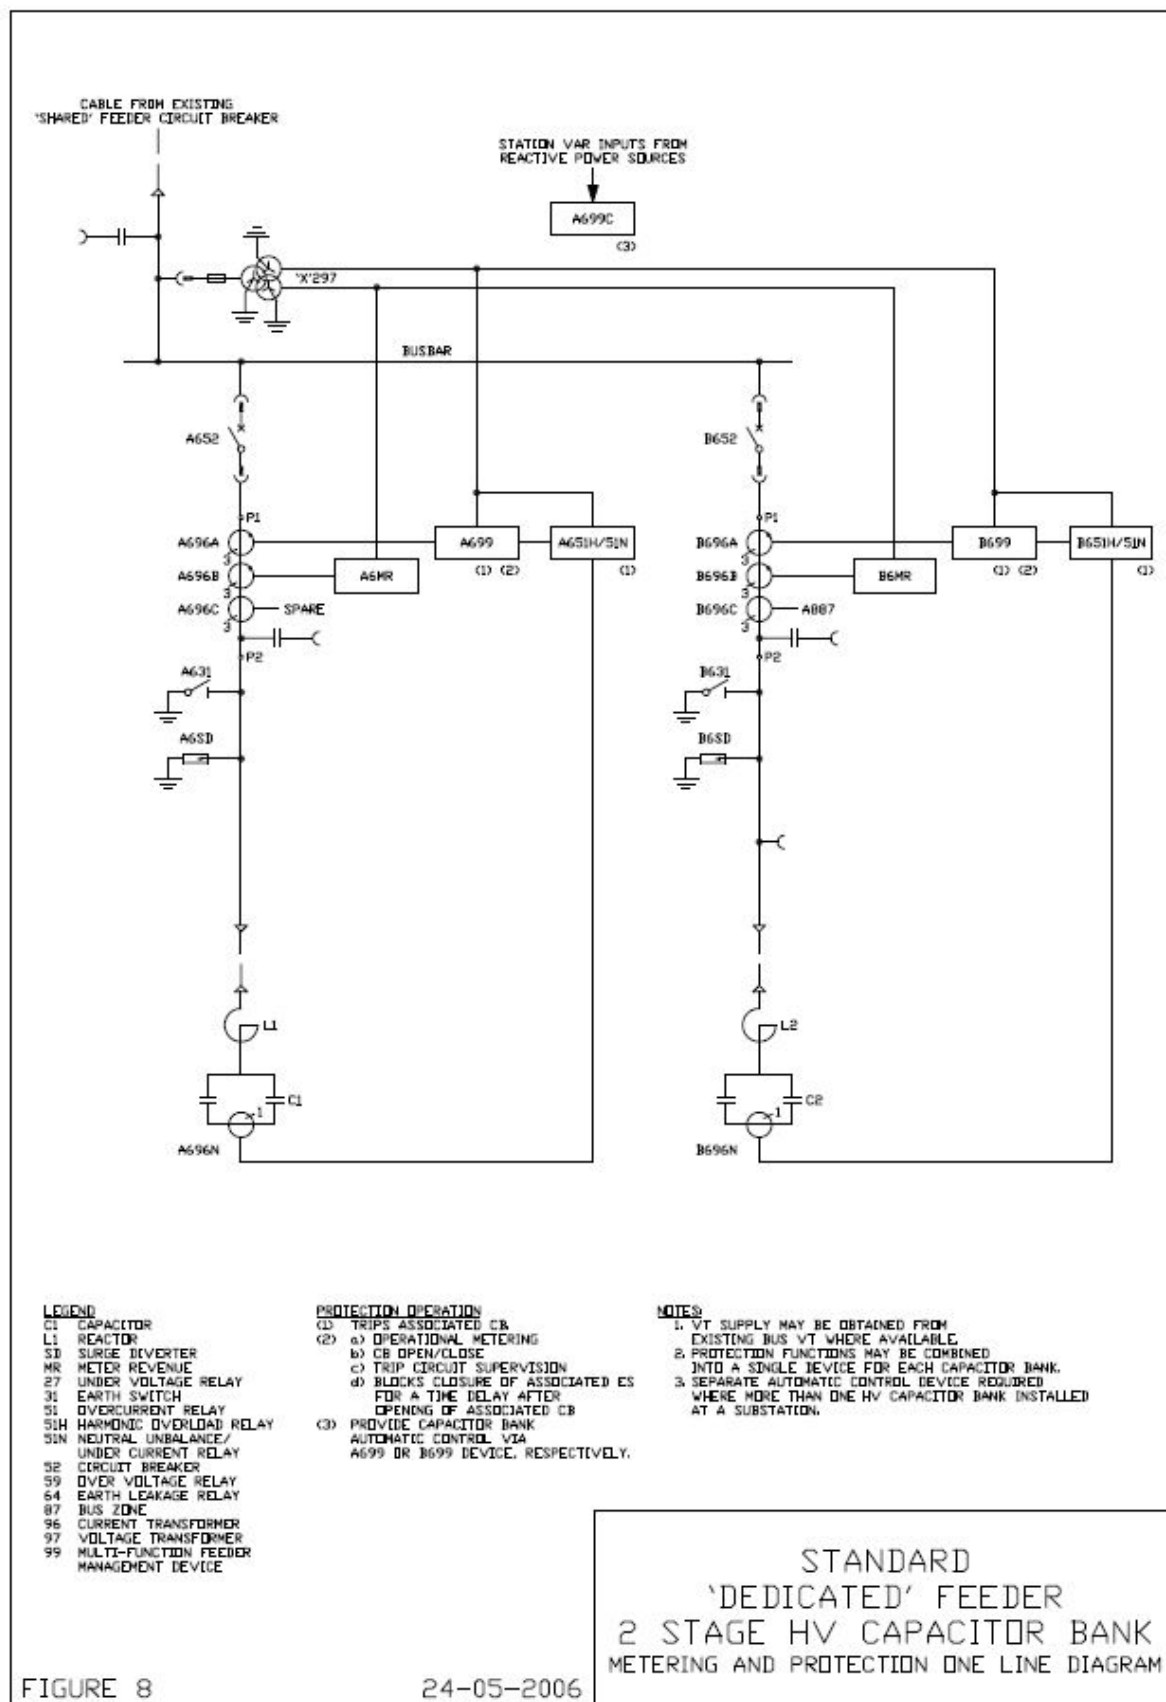 CABLE FROM EXISTING
'SHARED' FEEDER CIRCUIT BREAKER
STATION VAR INPUTS FROM
REACTIVE POWER SOURCES
A699C
(3)
'X'297
BUSBAR
A652
B652
P1
P1
A696A
3
A699
A651H/51N
B696A
3
B699
B651H/51N
(1) (2)
(1)
(1) (2)
(1)
A696B
3
A6MR
B696B
3
B6MR
A696C
3
SPARE
B696C
3
A887
P2
P2
A631
B631
A6SD
B6SD
L1
L2
C1
C2
1
1
A696N
B696N
LEGEND
C1 CAPACITOR
L1 REACTOR
SD SURGE DIVERTER
MR METER REVENUE
27 UNDER VOLTAGE RELAY
31 EARTH SWITCH
51 OVERCURRENT RELAY
51H HARMONIC OVERLOAD RELAY
51N NEUTRAL UNBALANCE/
UNDER CURRENT RELAY
52 CIRCUIT BREAKER
59 OVER VOLTAGE RELAY
64 EARTH LEAKAGE RELAY
87 BUS ZONE
96 CURRENT TRANSFORMER
97 VOLTAGE TRANSFORMER
99 MULTI-FUNCTION FEEDER
MANAGEMENT DEVICE
PROTECTION OPERATION
(1) TRIPS ASSOCIATED CB.
(2) a) OPERATIONAL METERING
b) CB OPEN/CLOSE
c) TRIP CIRCUIT SUPERVISION
d) BLOCKS CLOSURE OF ASSOCIATED ES
FOR A TIME DELAY AFTER
OPENING OF ASSOCIATED CB
(3) PROVIDE CAPACITOR BANK
AUTOMATIC CONTROL VIA
A699 OR B699 DEVICE, RESPECTIVELY.
NOTES:
1. VT SUPPLY MAY BE OBTAINED FROM
EXISTING BUS VT WHERE AVAILABLE.
2. PROTECTION FUNCTIONS MAY BE COMBINED
INTO A SINGLE DEVICE FOR EACH CAPACITOR BANK.
3. SEPARATE AUTOMATIC CONTROL DEVICE REQUIRED
WHERE MORE THAN ONE HV CAPACITOR BANK INSTALLED
AT A SUBSTATION.
STANDARD
'DEDICATED' FEEDER
2 STAGE HV CAPACITOR BANK
METERING AND PROTECTION ONE LINE DIAGRAM
FIGURE 8
24-05-2006